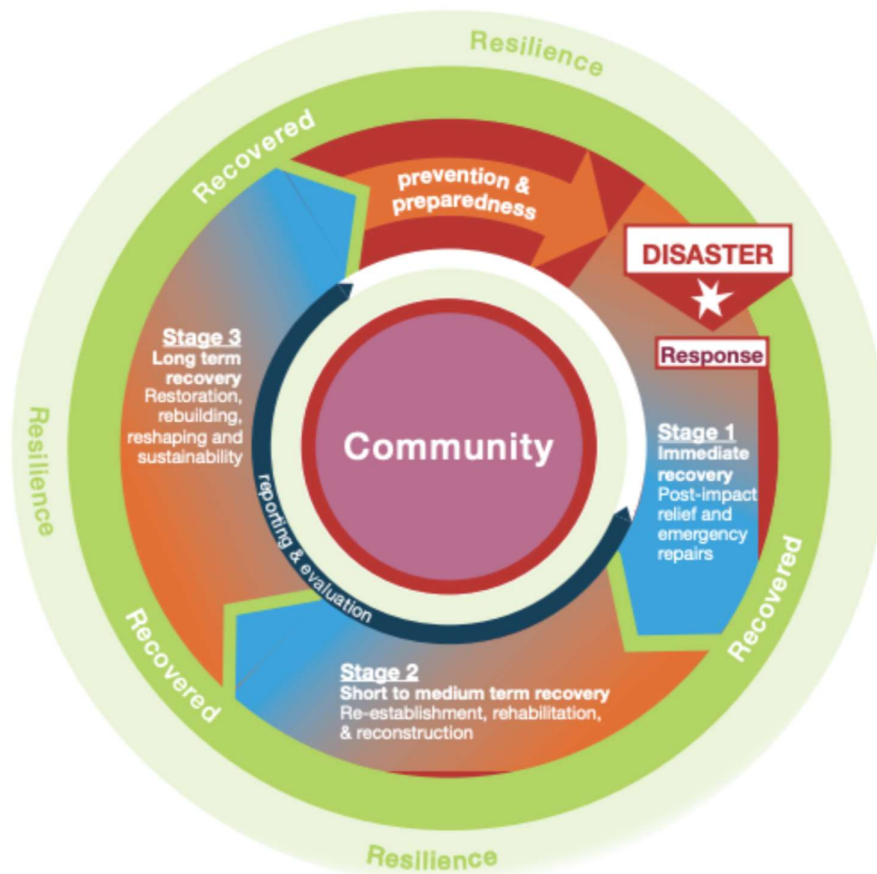 Resilience
Recovered
prevention &
preparedness
DISASTER
Response
Stage 1
Immediate
recovery
Post-impact
relief and
emergency
repairs
Recovered
Stage 3
Long term
recovery
Restoration,
rebuilding,
reshaping and
sustainability
Community
Resilience
reporting & evaluation
Recovered
Stage 2
Short to medium term recovery
Re-establishment, rehabilitation,
& reconstruction
Resilience